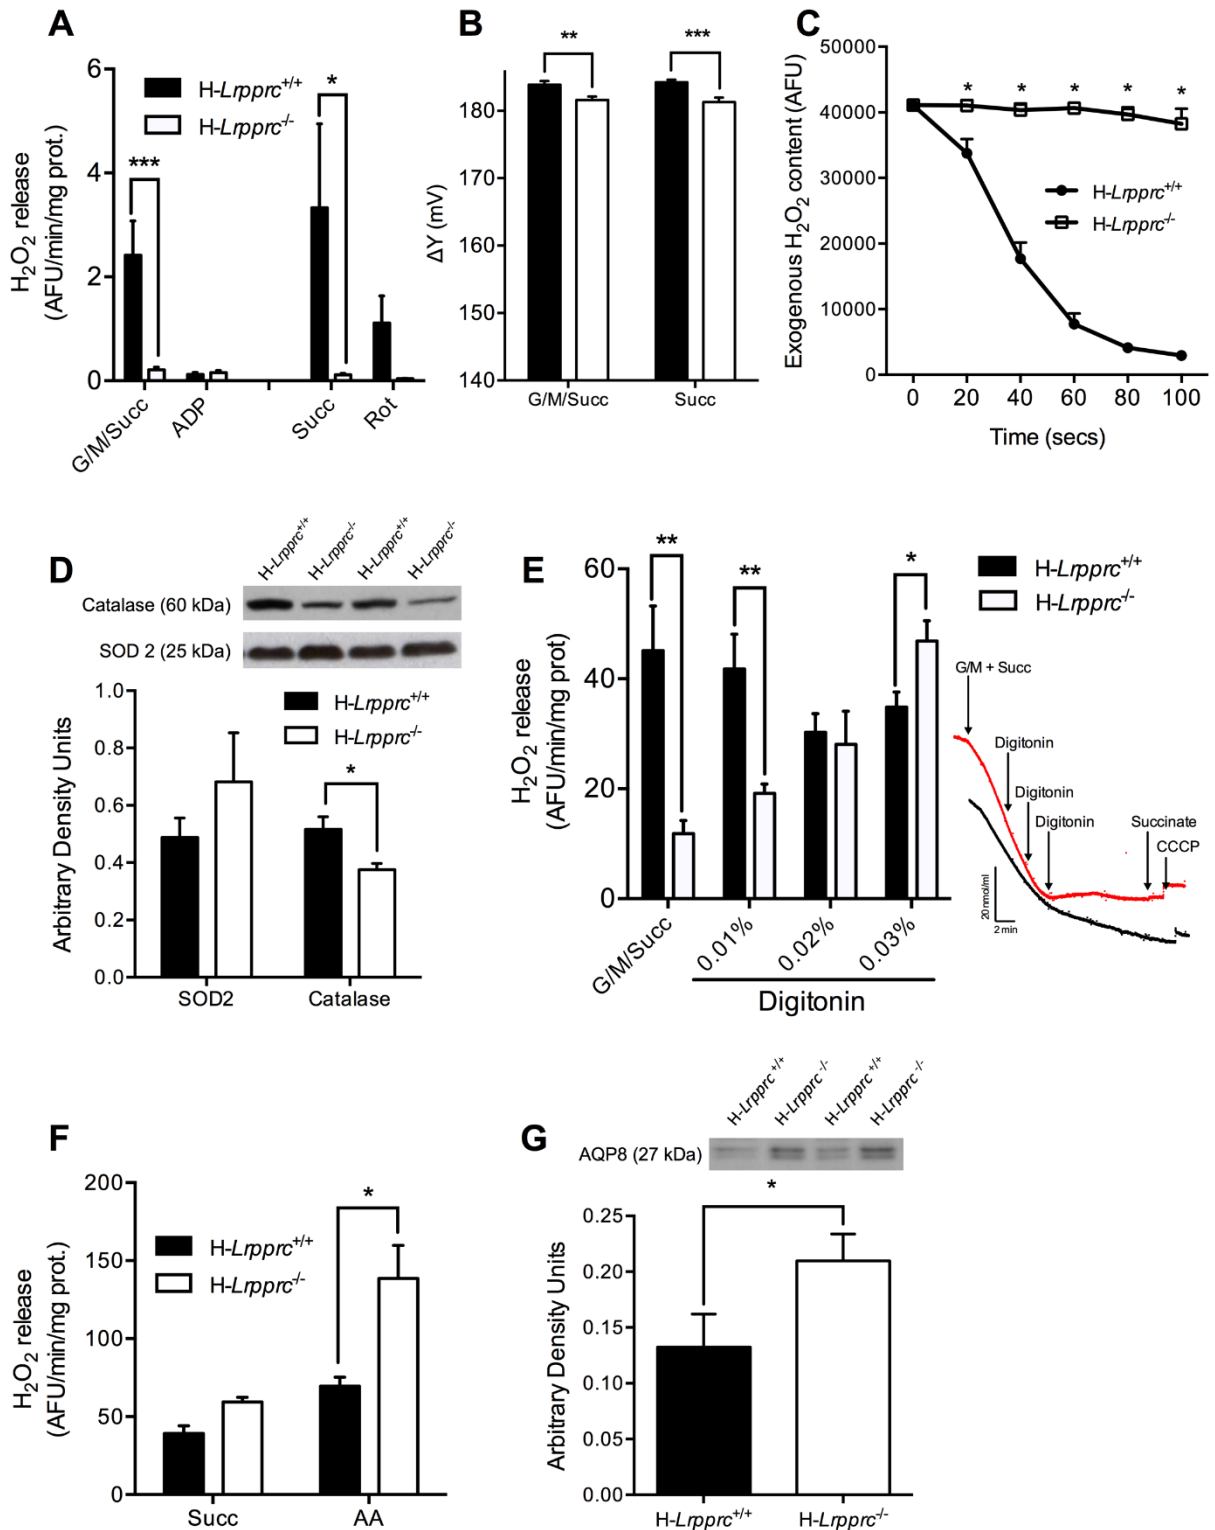 A
H₂O₂ release
(AFU/min/mg prot.)
6
4
2
0
H-Lrpprc+/+
H-Lrpprc-/-
***
*
G/M/Succ
ADP
Succ
Rot
B
ΔY (mV)
180
170
160
150
140
**
***
G/M/Succ
Succ
C
Exogenous H₂O₂ content (AFU)
50000
40000
30000
20000
10000
0
* * * * *
H-Lrpprc+/+
H-Lrpprc-/-
0 20 40 60 80 100
Time (secs)
D
H-Lrpprc+/+
H-Lrpprc-/-
H-Lrpprc+/+
H-Lrpprc-/-
Catalase (60 kDa)
SOD 2 (25 kDa)
Arbitrary Density Units
1.0
0.8
0.6
0.4
0.2
0.0
H-Lrpprc+/+
H-Lrpprc-/-
*
SOD2
Catalase
E
H₂O₂ release
(AFU/min/mg prot)
60
40
20
0
**
**
*
H-Lrpprc+/+
H-Lrpprc-/-
G/M/Succ
0.01%
0.02%
0.03%
Digitonin
G/M + Succ
Digitonin
Digitonin
Digitonin
Succinate
CCCP
20 nmol/ml
2 min
F
H₂O₂ release
(AFU/min/mg prot.)
200
150
100
50
0
H-Lrpprc+/+
H-Lrpprc-/-
*
Succ
AA
G
H-Lrpprc+/+
H-Lrpprc-/-
H-Lrpprc+/+
H-Lrpprc-/-
AQP8 (27 kDa)
Arbitrary Density Units
0.25
0.20
0.15
0.10
0.05
0.00
*
H-Lrpprc+/+
H-Lrpprc-/-